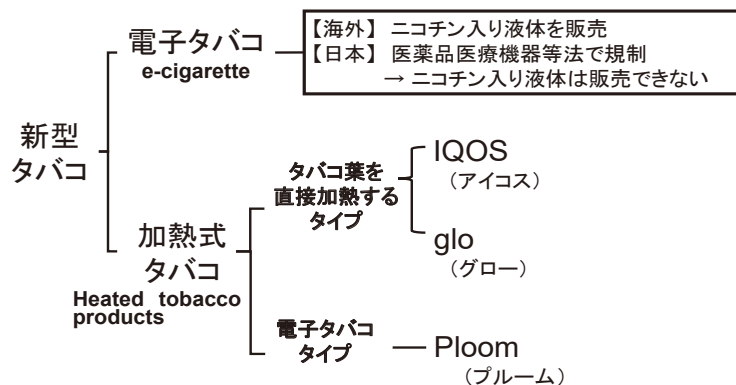 新型
タバコ
電子タバコ
e-cigarette
【海外】 ニコチン入り液体を販売
【日本】 医薬品医療機器等法で規制
→ ニコチン入り液体は販売できない
加熱式
タバコ
Heated tobacco
products
タバコ葉を
直接加熱する
タイプ
IQOS
（アイコス）
glo
（グロー）
電子タバコ
タイプ
Ploom
（プルーム）